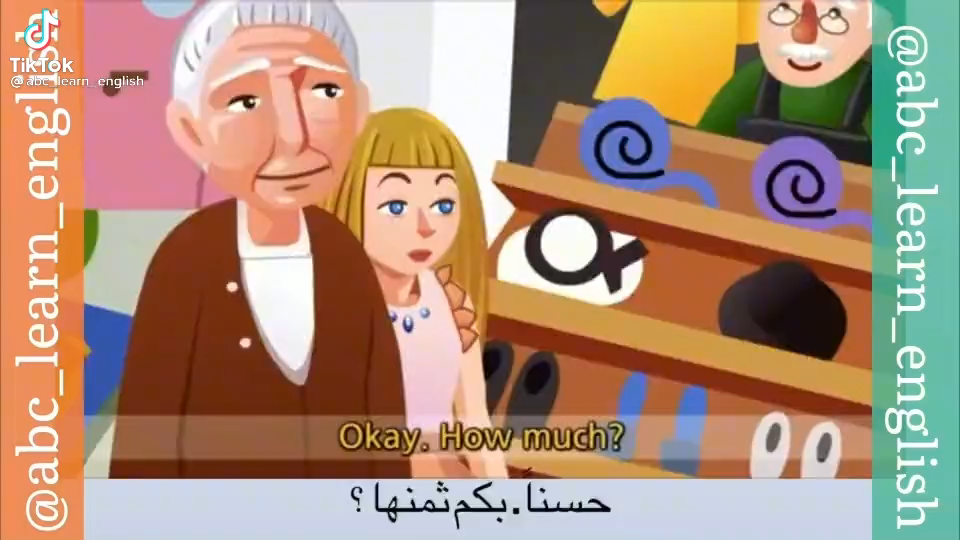 TikTok
@abc_learn_english
@abc_learn_english
@abc_learn_english
Okay. How much?
حسناً. بكم ثمنها؟